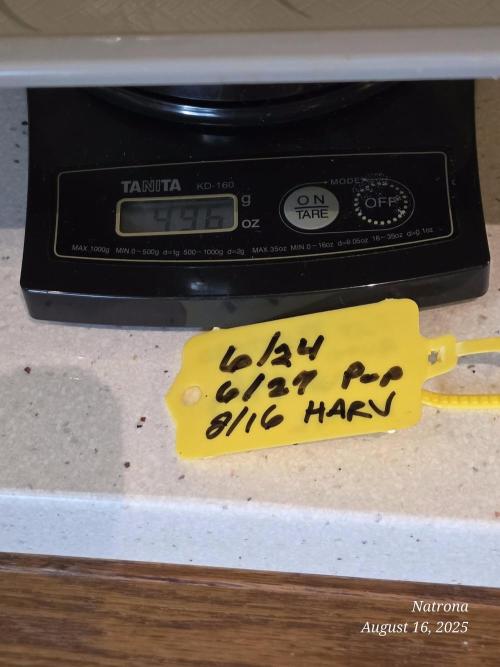 TANITA KD-160
g
oz
ON
TARE
MODE
OFF
MAX 1000g MIN 0~500g d=1g 500~1000g d=2g MAX 35oz MIN 0~16oz d=0.05oz 16~35oz d=0.1oz
6/24
6/27 Pop
8/16 HARV
Natrona
August 16, 2025